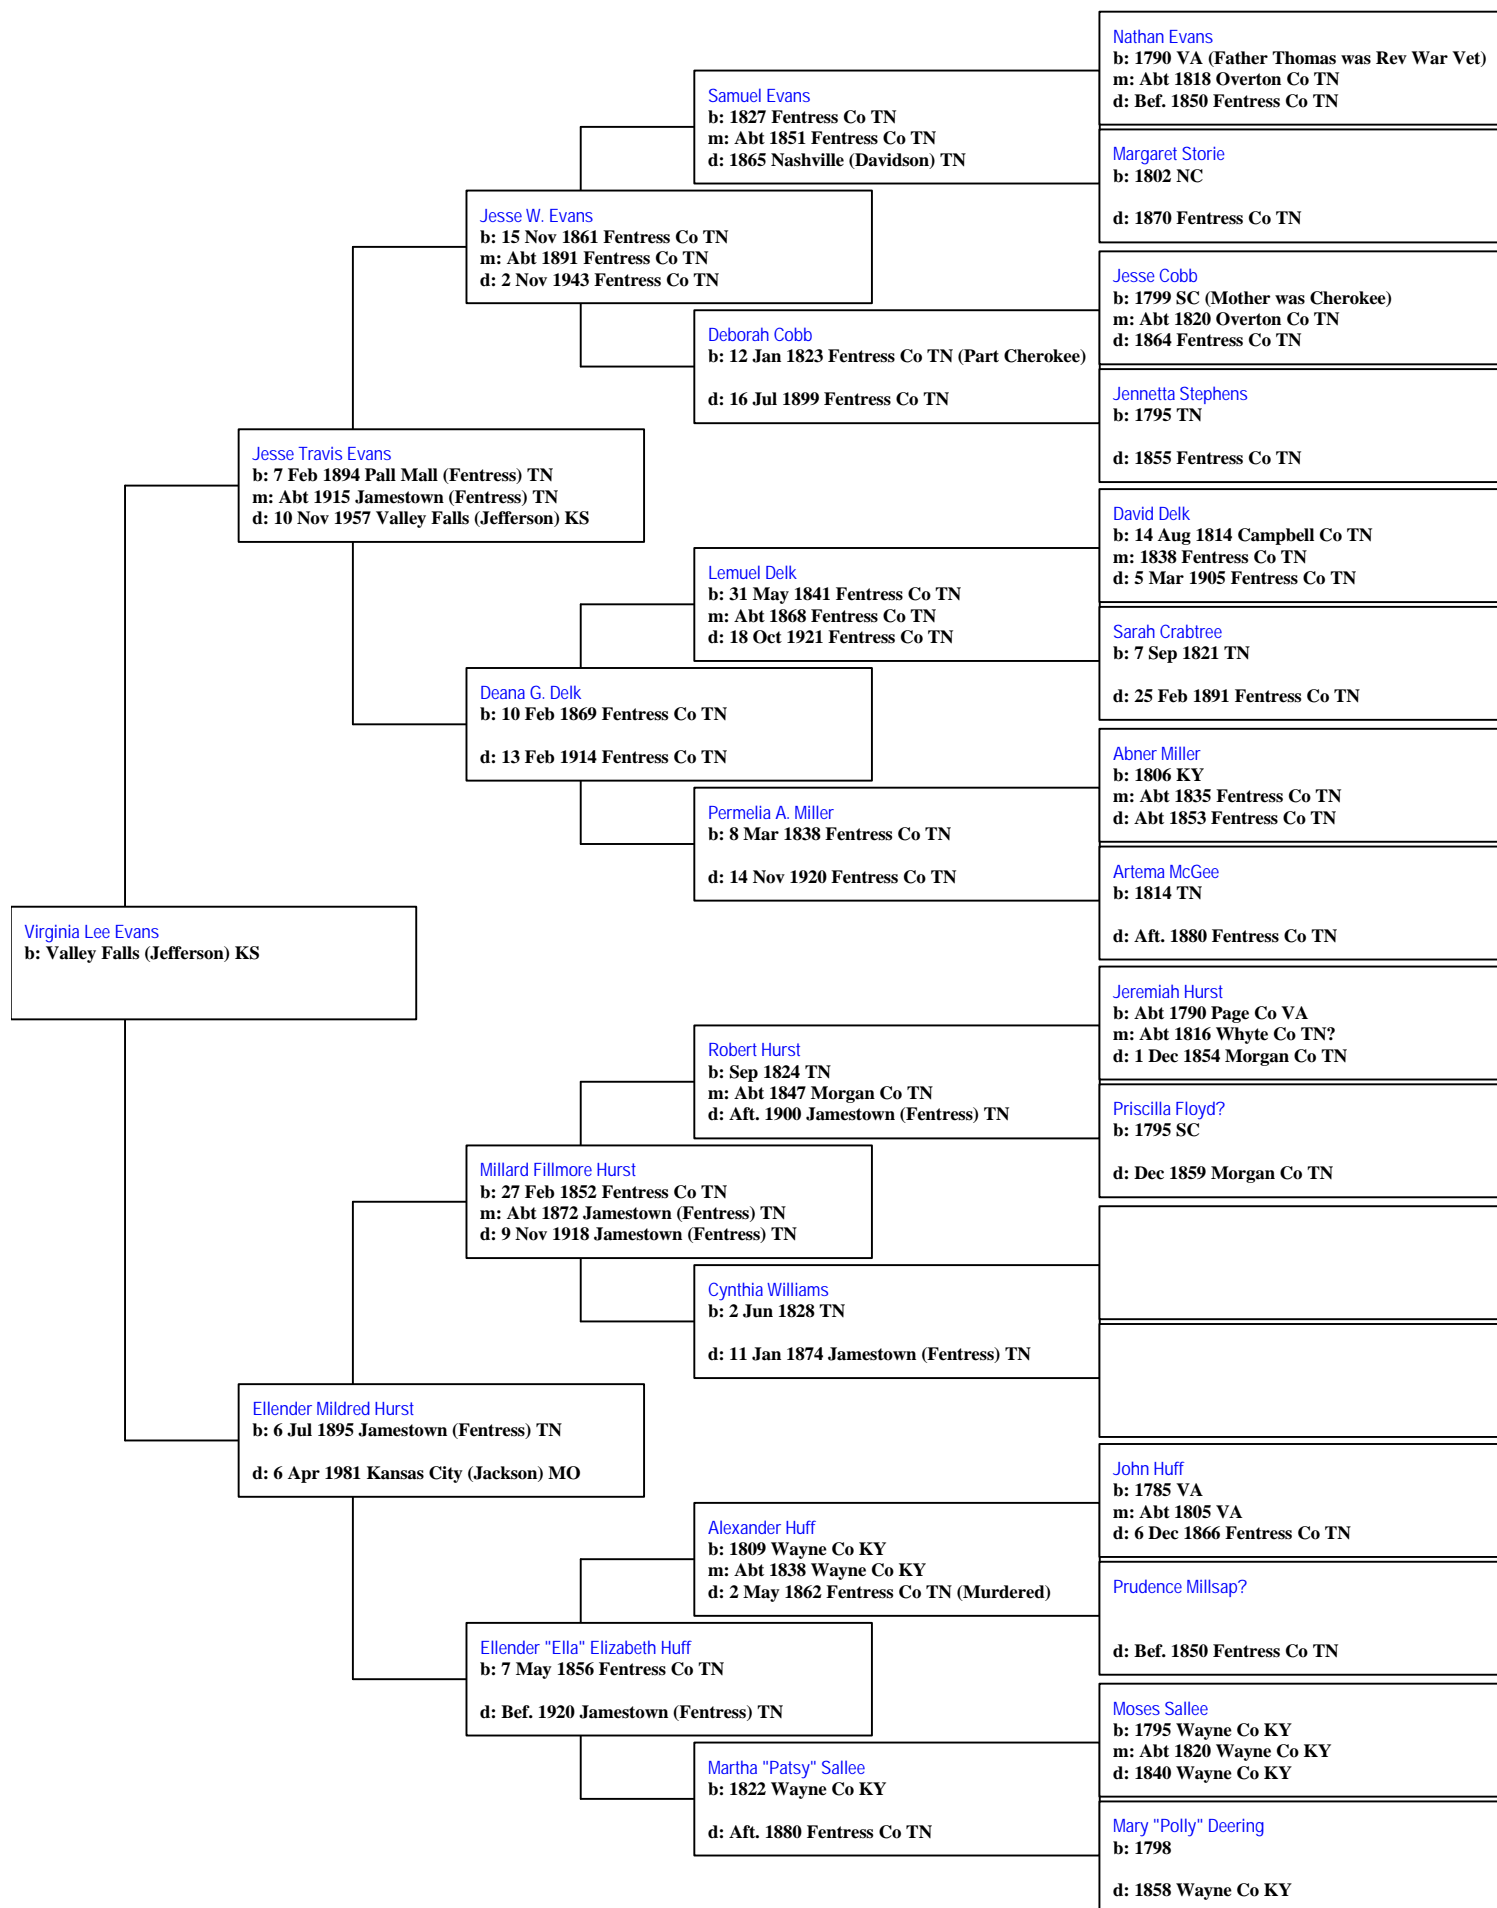 Nathan Evans
b: 1790 VA (Father Thomas was Rev War Vet)
m: Abt 1818 Overton Co TN
d: Bef. 1850 Fentress Co TN
Samuel Evans
b: 1827 Fentress Co TN
m: Abt 1851 Fentress Co TN
d: 1865 Nashville (Davidson) TN
Margaret Storie
b: 1802 NC
d: 1870 Fentress Co TN
Jesse W. Evans
b: 15 Nov 1861 Fentress Co TN
m: Abt 1891 Fentress Co TN
d: 2 Nov 1943 Fentress Co TN
Jesse Cobb
b: 1799 SC (Mother was Cherokee)
m: Abt 1820 Overton Co TN
d: 1864 Fentress Co TN
Deborah Cobb
b: 12 Jan 1823 Fentress Co TN (Part Cherokee)
d: 16 Jul 1899 Fentress Co TN
Jennetta Stephens
b: 1795 TN
d: 1855 Fentress Co TN
Jesse Travis Evans
b: 7 Feb 1894 Pall Mall (Fentress) TN
m: Abt 1915 Jamestown (Fentress) TN
d: 10 Nov 1957 Valley Falls (Jefferson) KS
David Delk
b: 14 Aug 1814 Campbell Co TN
m: 1838 Fentress Co TN
d: 5 Mar 1905 Fentress Co TN
Lemuel Delk
b: 31 May 1841 Fentress Co TN
m: Abt 1868 Fentress Co TN
d: 18 Oct 1921 Fentress Co TN
Sarah Crabtree
b: 7 Sep 1821 TN
d: 25 Feb 1891 Fentress Co TN
Deana G. Delk
b: 10 Feb 1869 Fentress Co TN
d: 13 Feb 1914 Fentress Co TN
Abner Miller
b: 1806 KY
m: Abt 1835 Fentress Co TN
d: Abt 1853 Fentress Co TN
Permelia A. Miller
b: 8 Mar 1838 Fentress Co TN
d: 14 Nov 1920 Fentress Co TN
Artema McGee
b: 1814 TN
d: Aft. 1880 Fentress Co TN
Virginia Lee Evans
b: Valley Falls (Jefferson) KS
Jeremiah Hurst
b: Abt 1790 Page Co VA
m: Abt 1816 Whyte Co TN?
d: 1 Dec 1854 Morgan Co TN
Robert Hurst
b: Sep 1824 TN
m: Abt 1847 Morgan Co TN
d: Aft. 1900 Jamestown (Fentress) TN
Priscilla Floyd?
b: 1795 SC
d: Dec 1859 Morgan Co TN
Millard Fillmore Hurst
b: 27 Feb 1852 Fentress Co TN
m: Abt 1872 Jamestown (Fentress) TN
d: 9 Nov 1918 Jamestown (Fentress) TN
Cynthia Williams
b: 2 Jun 1828 TN
d: 11 Jan 1874 Jamestown (Fentress) TN
Ellender Mildred Hurst
b: 6 Jul 1895 Jamestown (Fentress) TN
d: 6 Apr 1981 Kansas City (Jackson) MO
John Huff
b: 1785 VA
m: Abt 1805 VA
d: 6 Dec 1866 Fentress Co TN
Alexander Huff
b: 1809 Wayne Co KY
m: Abt 1838 Wayne Co KY
d: 2 May 1862 Fentress Co TN (Murdered)
Prudence Millsap?
d: Bef. 1850 Fentress Co TN
Ellender "Ella" Elizabeth Huff
b: 7 May 1856 Fentress Co TN
d: Bef. 1920 Jamestown (Fentress) TN
Moses Sallee
b: 1795 Wayne Co KY
m: Abt 1820 Wayne Co KY
d: 1840 Wayne Co KY
Martha "Patsy" Sallee
b: 1822 Wayne Co KY
d: Aft. 1880 Fentress Co TN
Mary "Polly" Deering
b: 1798
d: 1858 Wayne Co KY